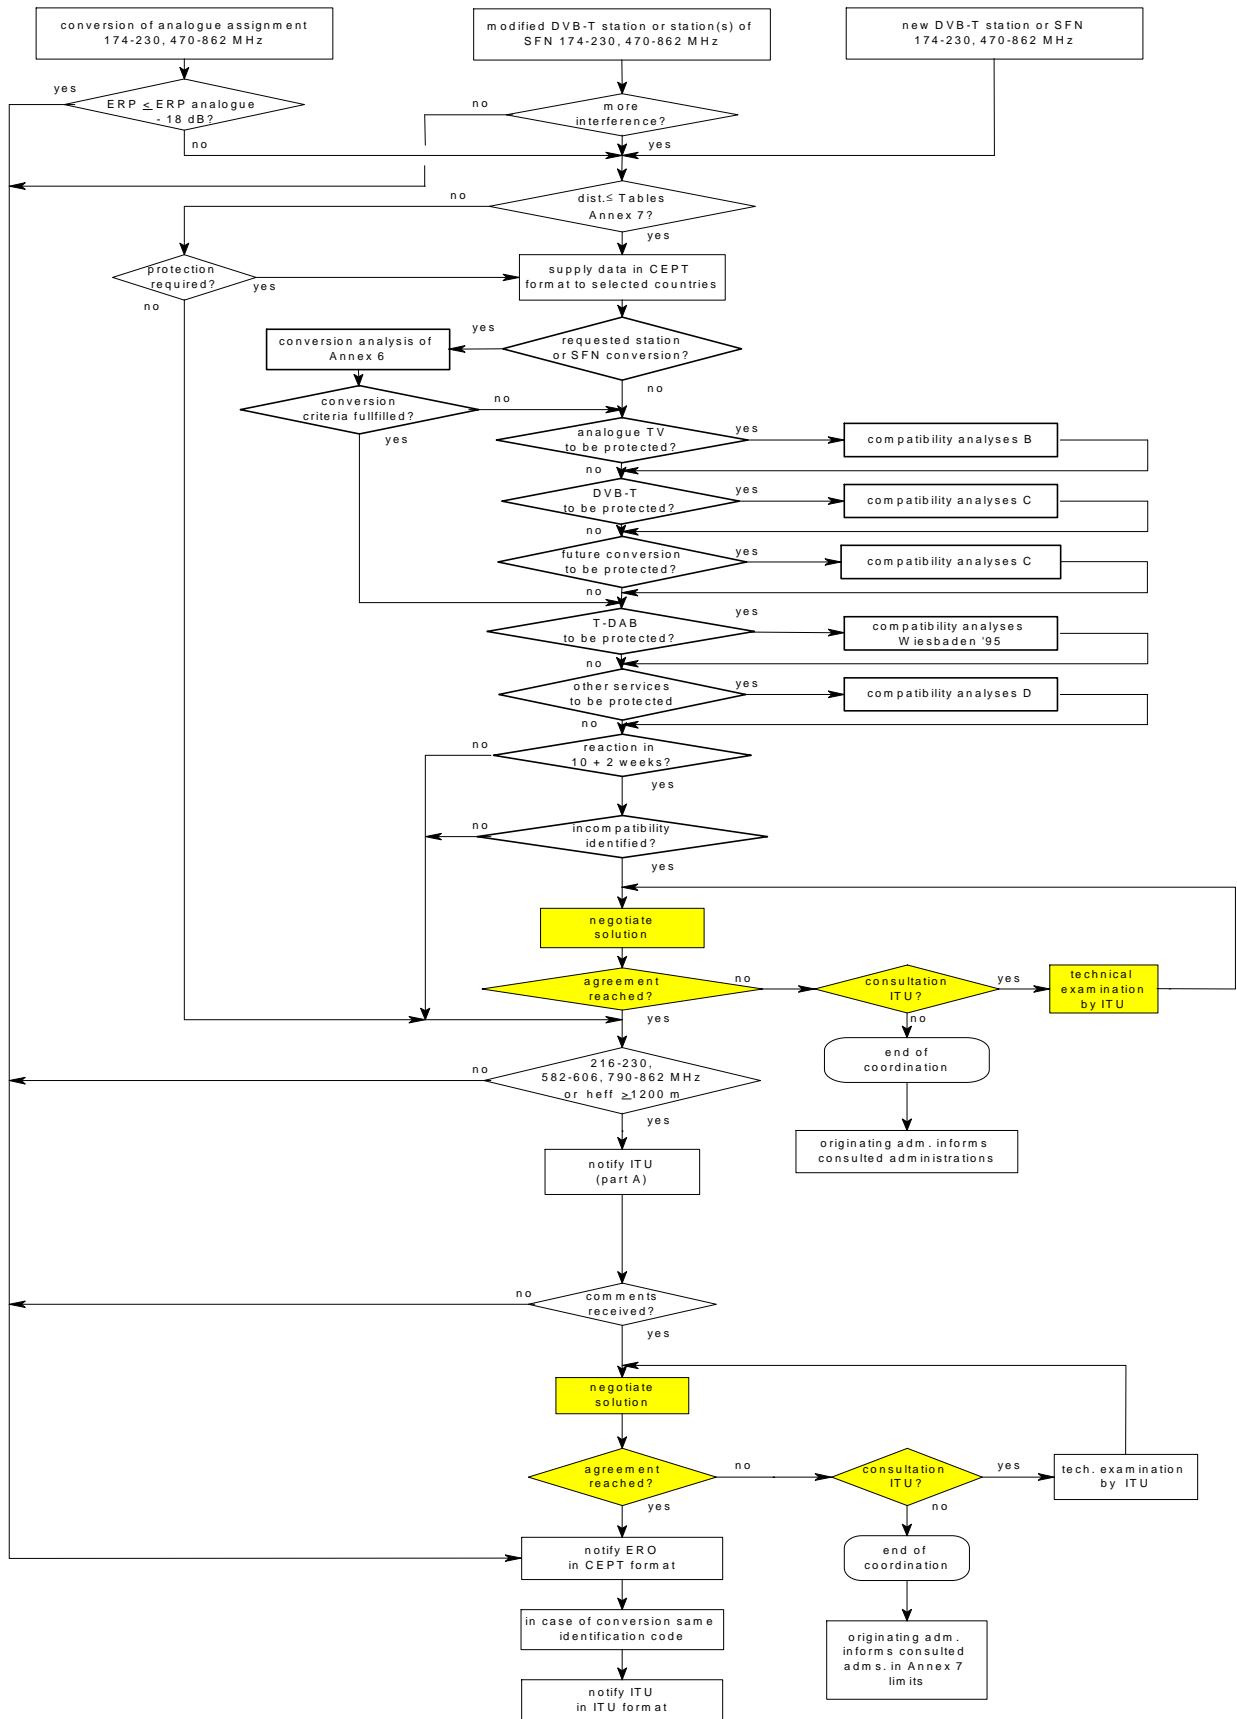 conversion of analogue assignment
174-230, 470-862 MHz
modified DVB-T station or station(s) of
SFN 174-230, 470-862 MHz
new DVB-T station or SFN
174-230, 470-862 MHz
yes
ERP ≤ ERP analogue
- 18 dB?
no
no
more
interference?
yes
no
dist.≤ Tables
Annex 7?
yes
protection
required?
yes
no
supply data in CEPT
format to selected countries
yes
requested station
or SFN conversion?
no
conversion analysis of
Annex 6
conversion
criteria fullfilled?
no
yes
analogue TV
to be protected?
yes
compatibility analyses B
no
DVB-T
to be protected?
yes
compatibility analyses C
no
future conversion
to be protected?
yes
compatibility analyses C
no
T-DAB
to be protected?
yes
compatibility analyses
Wiesbaden '95
no
other services
to be protected
yes
compatibility analyses D
no
no
reaction in
10 + 2 weeks?
yes
no
incompatibility
identified?
yes
negotiate
solution
agreement
reached?
no
yes
consultation
ITU?
yes
no
technical
examination
by ITU
end of
coordination
originating adm. informs
consulted administrations
no
216-230,
582-606, 790-862 MHz
or heff ≥1200 m
yes
notify ITU
(part A)
no
comments
received?
yes
negotiate
solution
agreement
reached?
no
yes
consultation
ITU?
yes
no
tech. examination
by ITU
notify ERO
in CEPT format
end of
coordination
in case of conversion same
identification code
originating adm.
informs consulted
adms. in Annex 7
limits
notify ITU
in ITU format